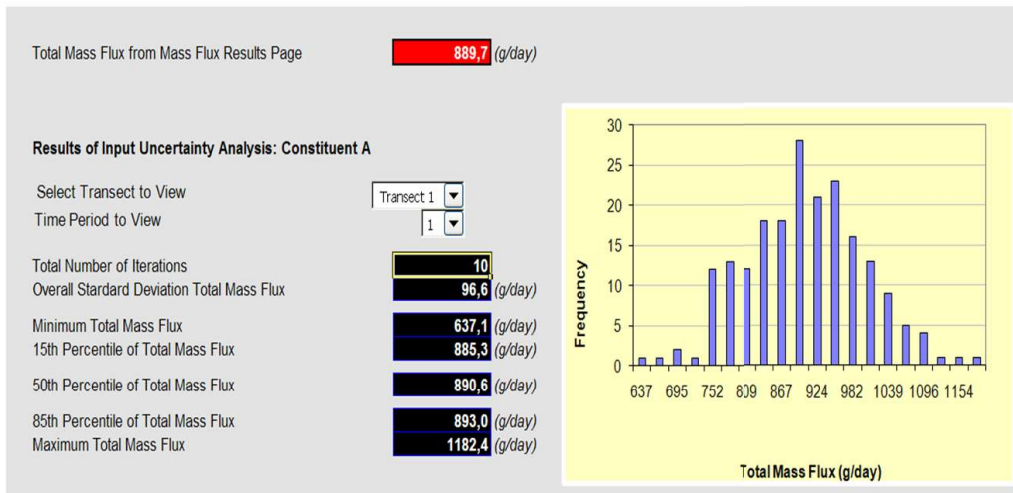 Total Mass Flux from Mass Flux Results Page 889,7 (g/day)
Results of Input Uncertainty Analysis: Constituent A
Select Transect to View Transect 1
Time Period to View 1
Total Number of Iterations 10
Overall Stardard Deviation Total Mass Flux 96,6 (g/day)
Minimum Total Mass Flux 637,1 (g/day)
15th Percentile of Total Mass Flux 885,3 (g/day)
50th Percentile of Total Mass Flux 890,6 (g/day)
85th Percentile of Total Mass Flux 893,0 (g/day)
Maximum Total Mass Flux 1182,4 (g/day)
30
25
20
15
10
5
0
Frequency
637 695 752 809 867 924 982 1039 1096 1154
Total Mass Flux (g/day)